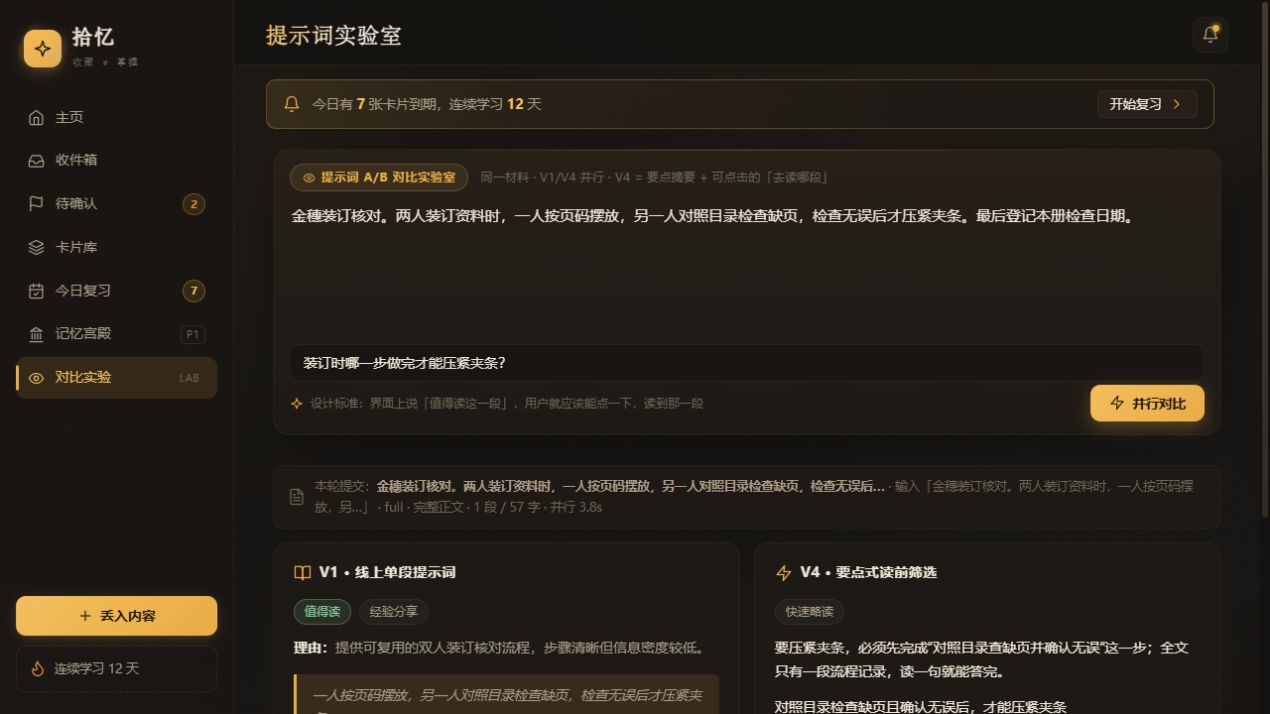 拾忆
收藏 ≠ 掌握
主页
收件箱
待确认
2
卡片库
今日复习
7
记忆宫殿
P1
对比实验
LAB
丢入内容
连续学习 12 天
提示词实验室
今日有 7 张卡片到期，连续学习 12 天
开始复习
提示词 A/B 对比实验室
同一材料 · V1/V4 并行 · V4 = 要点摘要 + 可点击的「去读哪段」
金穗装订核对。两人装订资料时，一人按页码摆放，另一人对照目录检查缺页，检查无误后才压紧夹条。最后登记本册检查日期。
装订时哪一步做完才能压紧夹条？
设计标准：界面上说「值得读这一段」，用户就应该能点一下，读到那一段
并行对比
本轮提交：金穗装订核对。两人装订资料时，一人按页码摆放，另一人对照目录检查缺页，检查无误后... · 输入「金穗装订核对。两人装订资料时，一人按页码摆
放，另...」 · full · 完整正文 · 1 段 / 57 字 · 并行 3.8s
V1 • 线上单段提示词
值得读
经验分享
理由：提供可复用的双人装订核对流程，步骤清晰但信息密度较低。
一人按页码摆放，另一人对照目录检查缺页，检查无误后才压紧夹
V4 • 要点式读前筛选
快速略读
要压紧夹条，必须先完成“对照目录查缺页并确认无误”这一步；全文
只有一段流程记录，读一句就能答完。
对照目录检查缺页且确认无误后，才能压紧夹条